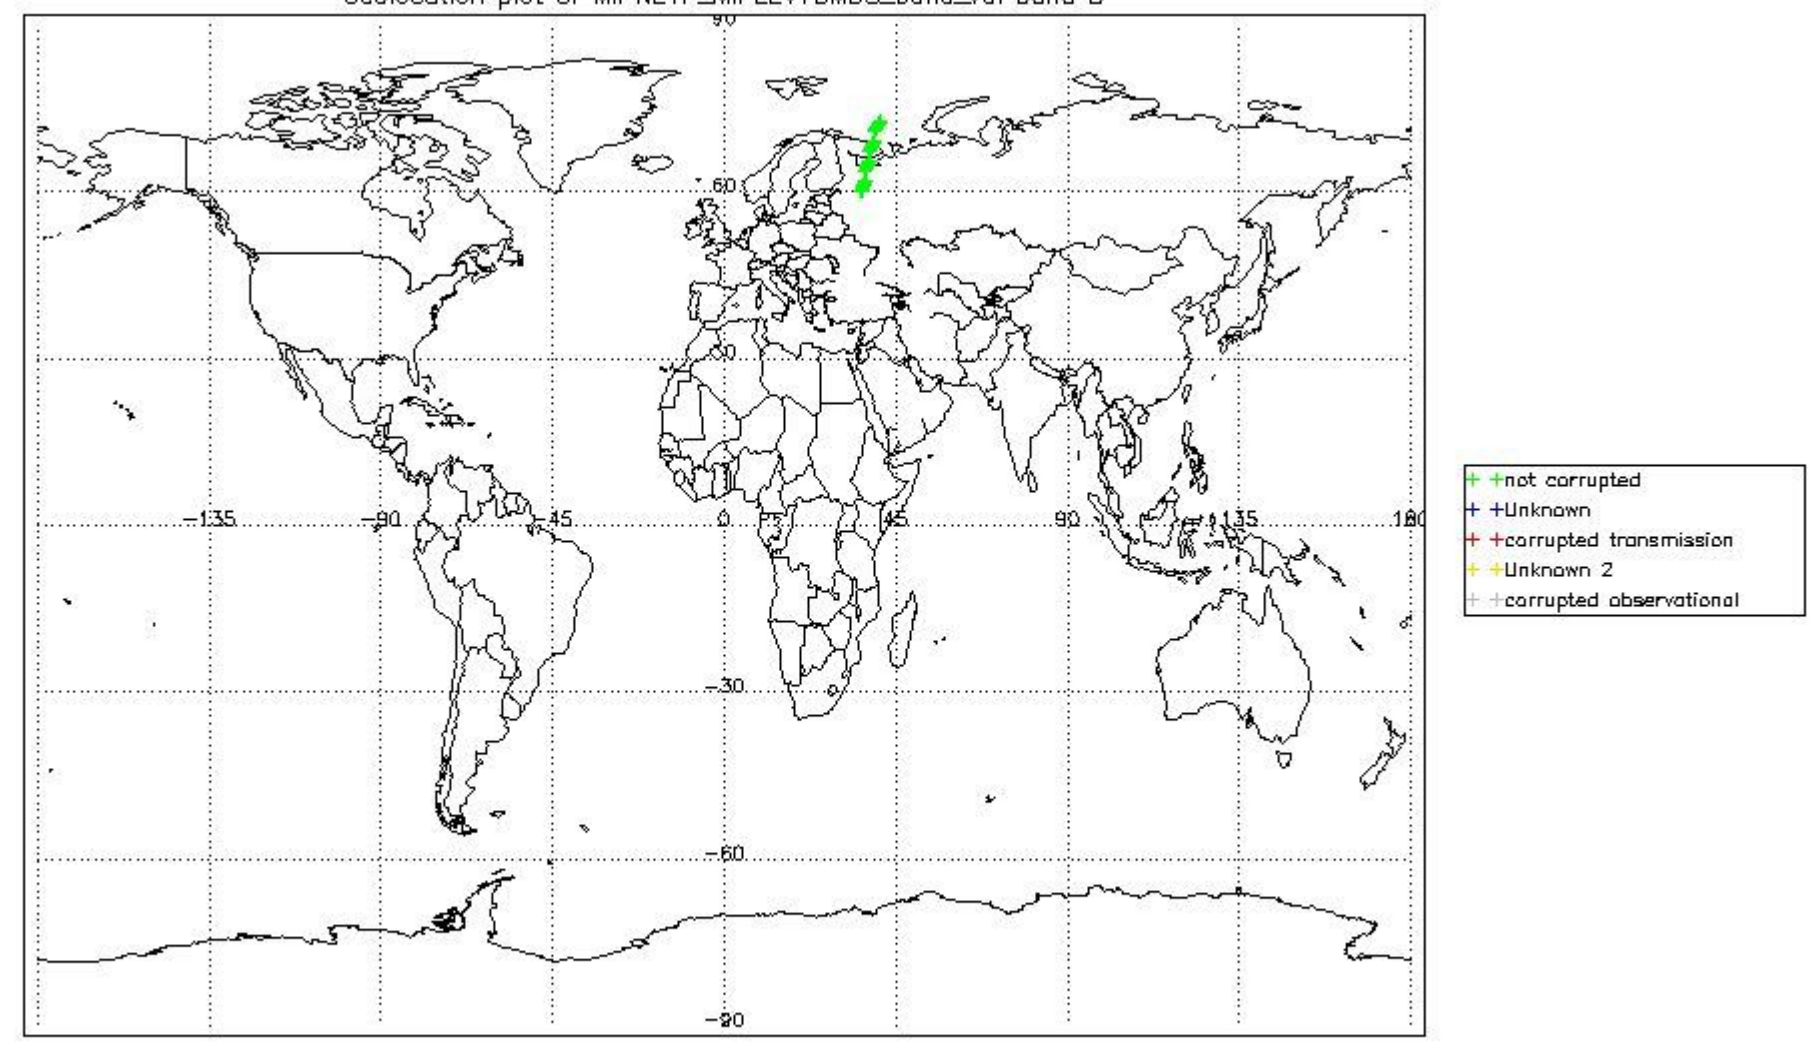 90
60
30
-135 -90 -45 0 45 90 135 180
-30
-60
-90
not corrupted
Unknown
corrupted transmission
Unknown 2
corrupted observational